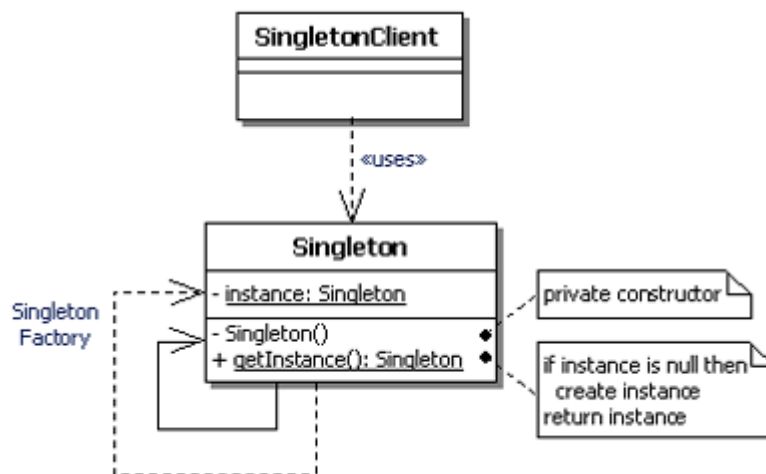 SingletonClient
«uses»
Singleton
- instance: Singleton
Singleton
Factory
- Singleton()
+ getInstance(): Singleton
private constructor
if instance is null then
create instance
return instance